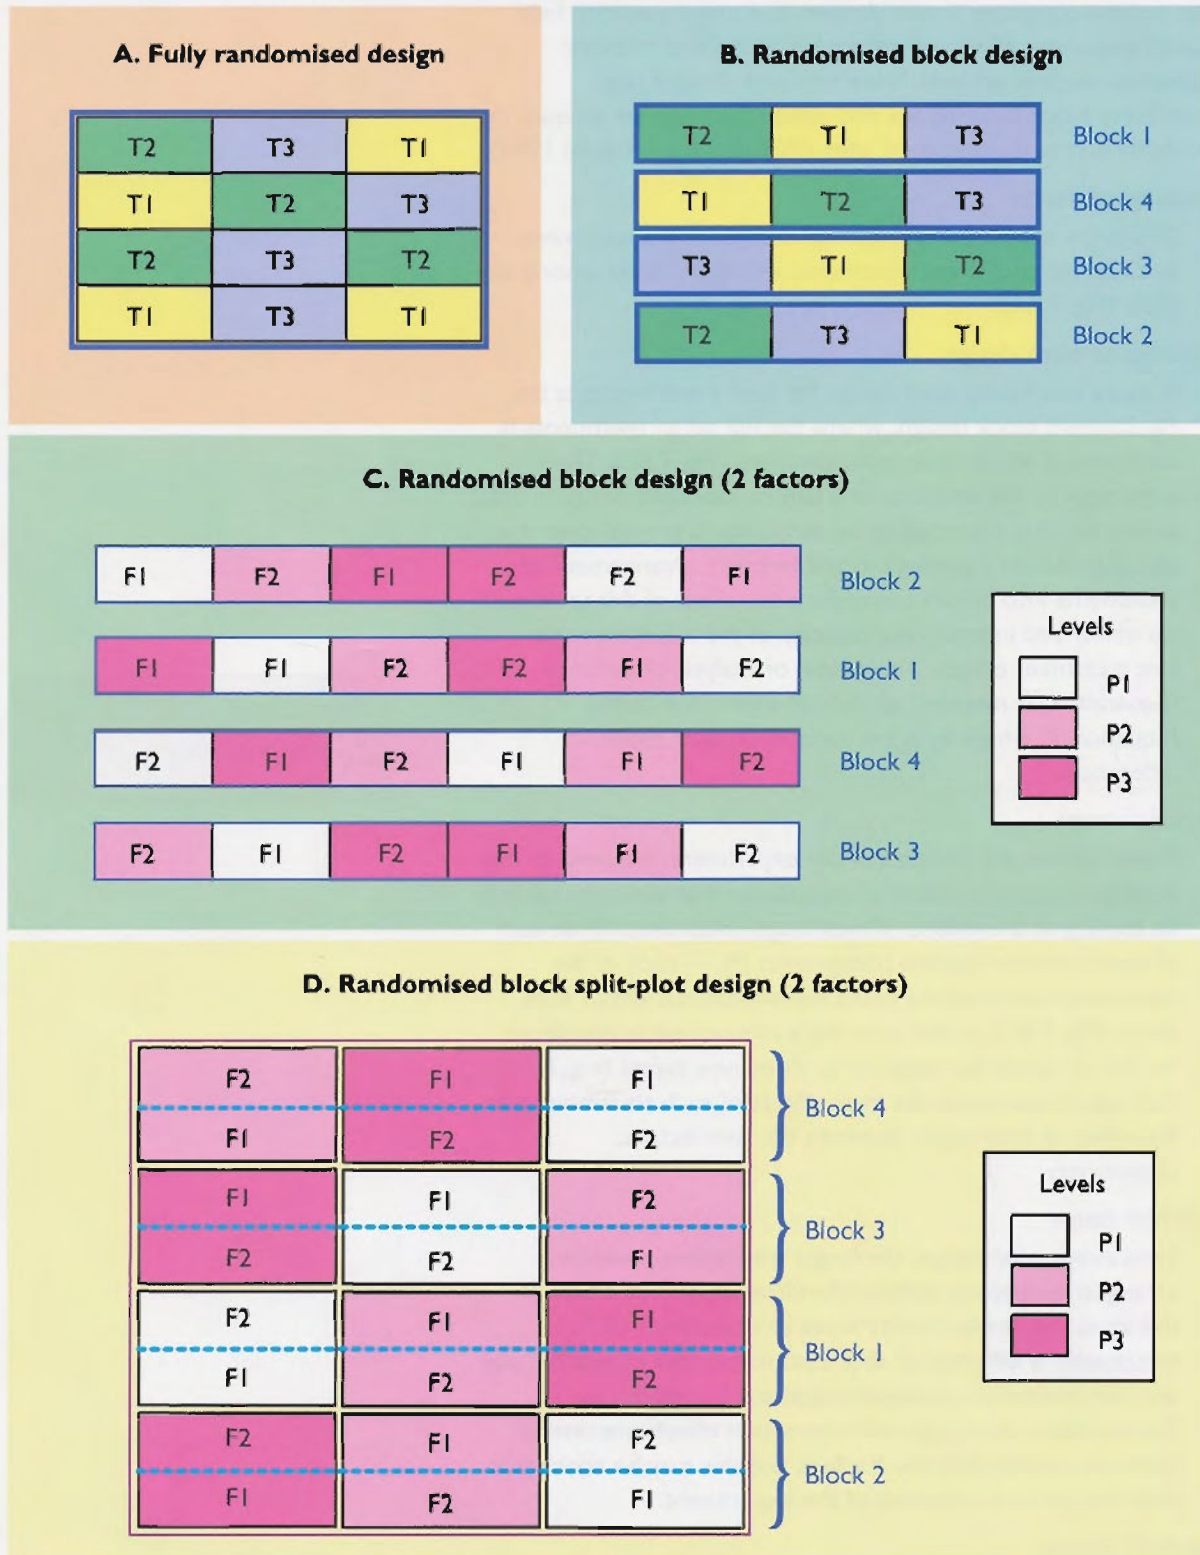 A. Fully randomised design
T2 T3 T1
T1 T2 T3
T2 T3 T2
T1 T3 T1
B. Randomised block design
T2 T1 T3 Block 1
T1 T2 T3 Block 4
T3 T1 T2 Block 3
T2 T3 T1 Block 2
C. Randomised block design (2 factors)
F1 F2 F1 F2 F2 F1 Block 2
F1 F1 F2 F2 F1 F2 Block 1
F2 F1 F2 F1 F1 F2 Block 4
F2 F1 F2 F1 F1 F2 Block 3
Levels
P1
P2
P3
D. Randomised block split-plot design (2 factors)
F2 F1 F1
Block 4
F1 F2 F2
F1 F1 F2
Block 3
F2 F2 F1
F2 F1 F1
Block 1
F1 F2 F2
F2 F1 F2
Block 2
F1 F2 F1
Levels
P1
P2
P3